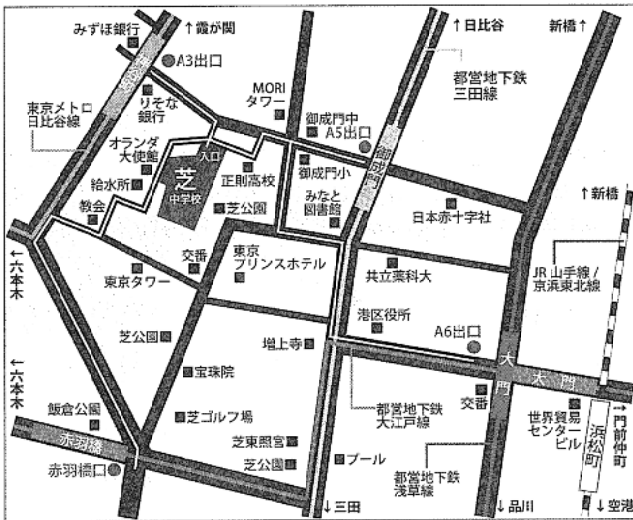 みずほ銀行
↑霞が関
A3出口
東京メトロ
日比谷線
りそな
銀行
オランダ
大使館
給水所
教会
入口
芝
中学校
正則高校
芝公園
MORI
タワー
御成門中
A5出口
御成門
御成門小
みなと
図書館
↑日比谷
都営地下鉄
三田線
新橋↑
日本赤十字社
↑新橋
JR 山手線 /
京浜東北線
←六本木
東京タワー
交番
東京
プリンスホテル
共立薬科大
港区役所
A6出口
大門
大門
芝公園
増上寺
宝珠院
←六本木
飯倉公園
赤羽橋
赤羽橋口
芝ゴルフ場
芝東照宮
芝公園
プール
都営地下鉄
大江戸線
都営地下鉄
浅草線
交番
世界貿易
センター
ビル
浜松町
→門前仲町
↓三田
↓品川
↓空港